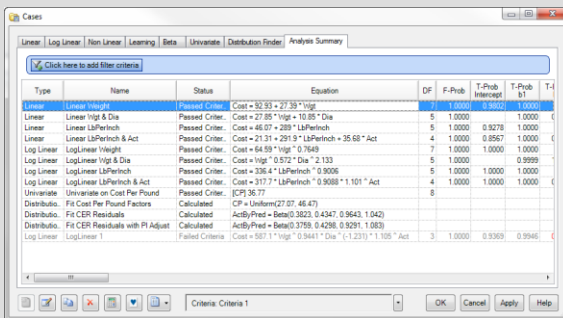 Cases
Linear Log Linear Non Linear Learning Beta Univariate Distribution Finder Analysis Summary
Click here to add filter criteria
Type Name Status Equation DF F-Prob T-Prob Intercept T-Prob b1
Linear Linear Weight Passed Criter.. Cost = 92.93 + 27.39 * Wgt 7 1.0000 0.9802 1.0000
Linear Linear Wgt & Dia Passed Criter.. Cost = 27.85 * Wgt + 10.85 * Dia 5 1.0000
Linear Linear LbPerInch Passed Criter.. Cost = 46.07 + 289 * LbPerInch 5 1.0000 0.9278 1.0000
Linear Linear LbPerInch & Act Passed Criter.. Cost = 21.31 + 291.9 * LbPerInch + 35.68 * Act 4 1.0000 0.8567 1.0000
Log Linear LogLinear Weight Passed Criter.. Cost = 64.59 * Wgt ^ 0.7649 7 1.0000 1.0000 1.0000
Log Linear LogLinear Wgt & Dia Passed Criter.. Cost = Wgt ^ 0.572 * Dia ^ 2.133 5 0.9999
Log Linear LogLinear LbPerInch Passed Criter.. Cost = 336.4 * LbPerInch ^ 0.9006 5 1.0000 1.0000 1.0000
Log Linear LogLinear LbPerInch & Act Passed Criter.. Cost = 317.7 * LbPerInch ^ 0.9088 * 1.101 ^ Act 4 1.0000 1.0000 1.0000
Univariate Univariate on Cost Per Pound Passed Criter.. [CP] 36.77 8
Distributio.. Fit Cost Per Pound Factors Calculated CP = Uniform(27.07, 46.47)
Distributio.. Fit CER Residuals Calculated ActByPred = Beta(0.3823, 0.4347, 0.9643, 1.042)
Distributio.. Fit CER Residuals with PI Adjust Calculated ActByPred = Beta(0.3759, 0.4298, 0.9291, 1.083)
Log Linear LogLinear 1 Failed Criteria Cost = 587.1 * Wgt ^ 0.9441 * Dia ^ (-1.231) * 1.105 ^ Act 3 1.0000 0.9369 0.9946
Criteria: Criteria 1 OK Cancel Apply Help